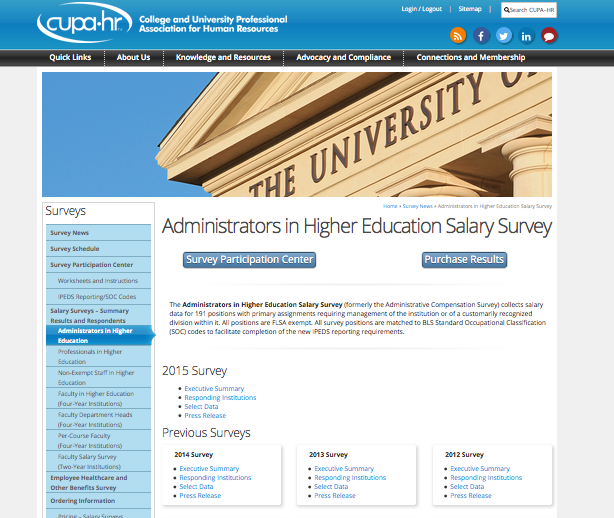 Login / Logout | Sitemap | Search CUPA-HR
cupa-hr
College and University Professional
Association for Human Resources
Quick Links
About Us
Knowledge and Resources
Advocacy and Compliance
Connections and Membership
THE UNIVERSITY O
Surveys
Survey News
Survey Schedule
Survey Participation Center
Worksheets and Instructions
IPEDS Reporting/SOC Codes
Salary Surveys – Summary
Results and Respondents
Administrators in Higher
Education
Professionals in Higher
Education
Non-Exempt Staff in Higher
Education
Faculty in Higher Education
(Four-Year Institutions)
Faculty Department Heads
(Four-Year Institutions)
Per-Course Faculty
(Four-Year Institutions)
Faculty Salary Survey
(Two-Year Institutions)
Employee Healthcare and
Other Benefits Survey
Ordering Information
Pricing – Salary Surveys
Home » Survey News » Administrators in Higher Education Salary Survey
Administrators in Higher Education Salary Survey
Survey Participation Center
Purchase Results
The Administrators in Higher Education Salary Survey (formerly the Administrative Compensation Survey) collects salary
data for 191 positions with primary assignments requiring management of the institution or of a customarily recognized
division within it. All positions are FLSA exempt. All survey positions are matched to BLS Standard Occupational Classification
(SOC) codes to facilitate completion of the new IPEDS reporting requirements.
2015 Survey
Executive Summary
Responding Institutions
Select Data
Press Release
Previous Surveys
2014 Survey
Executive Summary
Responding Institutions
Select Data
Press Release
2013 Survey
Executive Summary
Responding Institutions
Select Data
Press Release
2012 Survey
Executive Summary
Responding Institutions
Select Data
Press Release